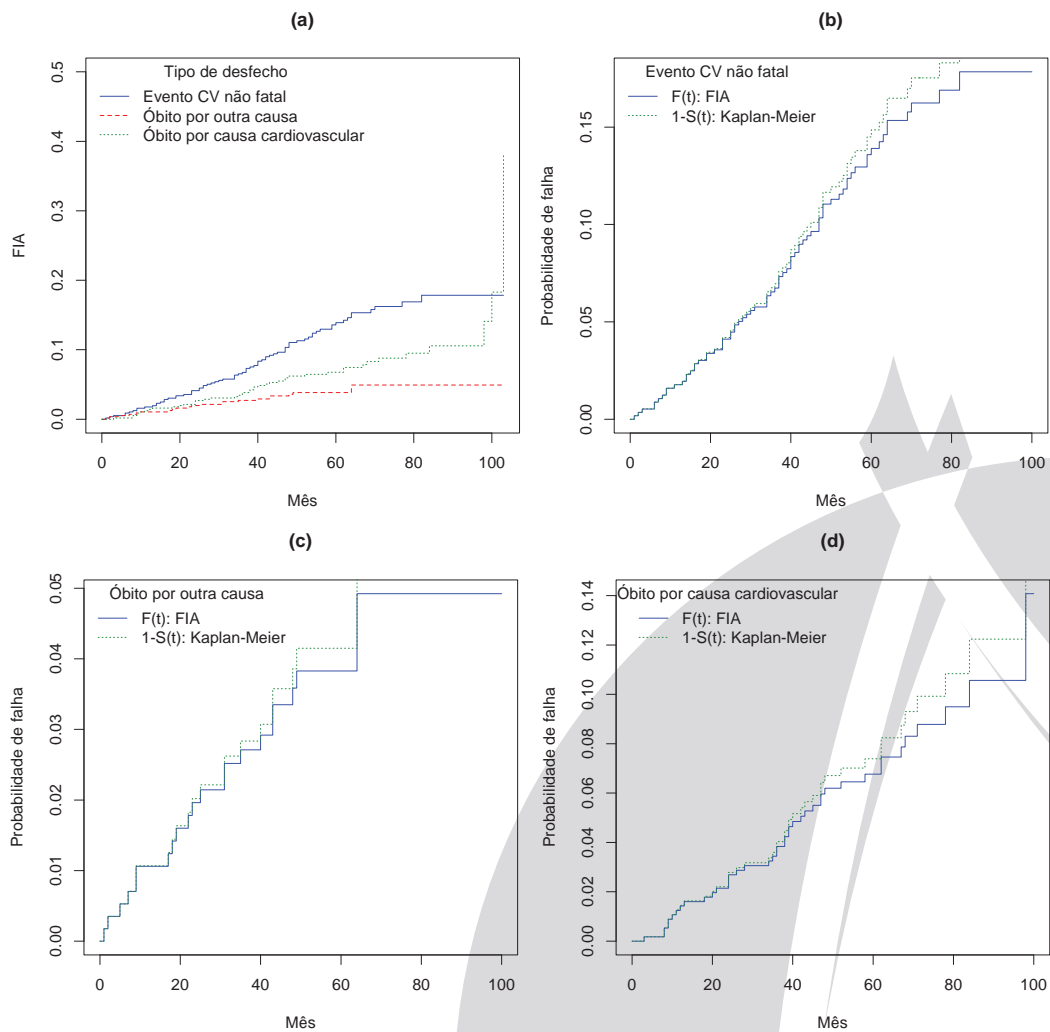 (a)
Tipo de desfecho
Evento CV não fatal
Óbito por outra causa
Óbito por causa cardiovascular
FIA
0.0
0.1
0.2
0.3
0.4
0.5
0
20
40
60
80
100
Mês
(b)
Evento CV não fatal
F(t): FIA
1-S(t): Kaplan-Meier
Probabilidade de falha
0.00
0.05
0.10
0.15
0
20
40
60
80
100
Mês
(c)
Óbito por outra causa
F(t): FIA
1-S(t): Kaplan-Meier
Probabilidade de falha
0.00
0.01
0.02
0.03
0.04
0.05
0
20
40
60
80
100
Mês
(d)
Óbito por causa cardiovascular
F(t): FIA
1-S(t): Kaplan-Meier
Probabilidade de falha
0.00
0.02
0.04
0.06
0.08
0.10
0.12
0.14
0
20
40
60
80
100
Mês